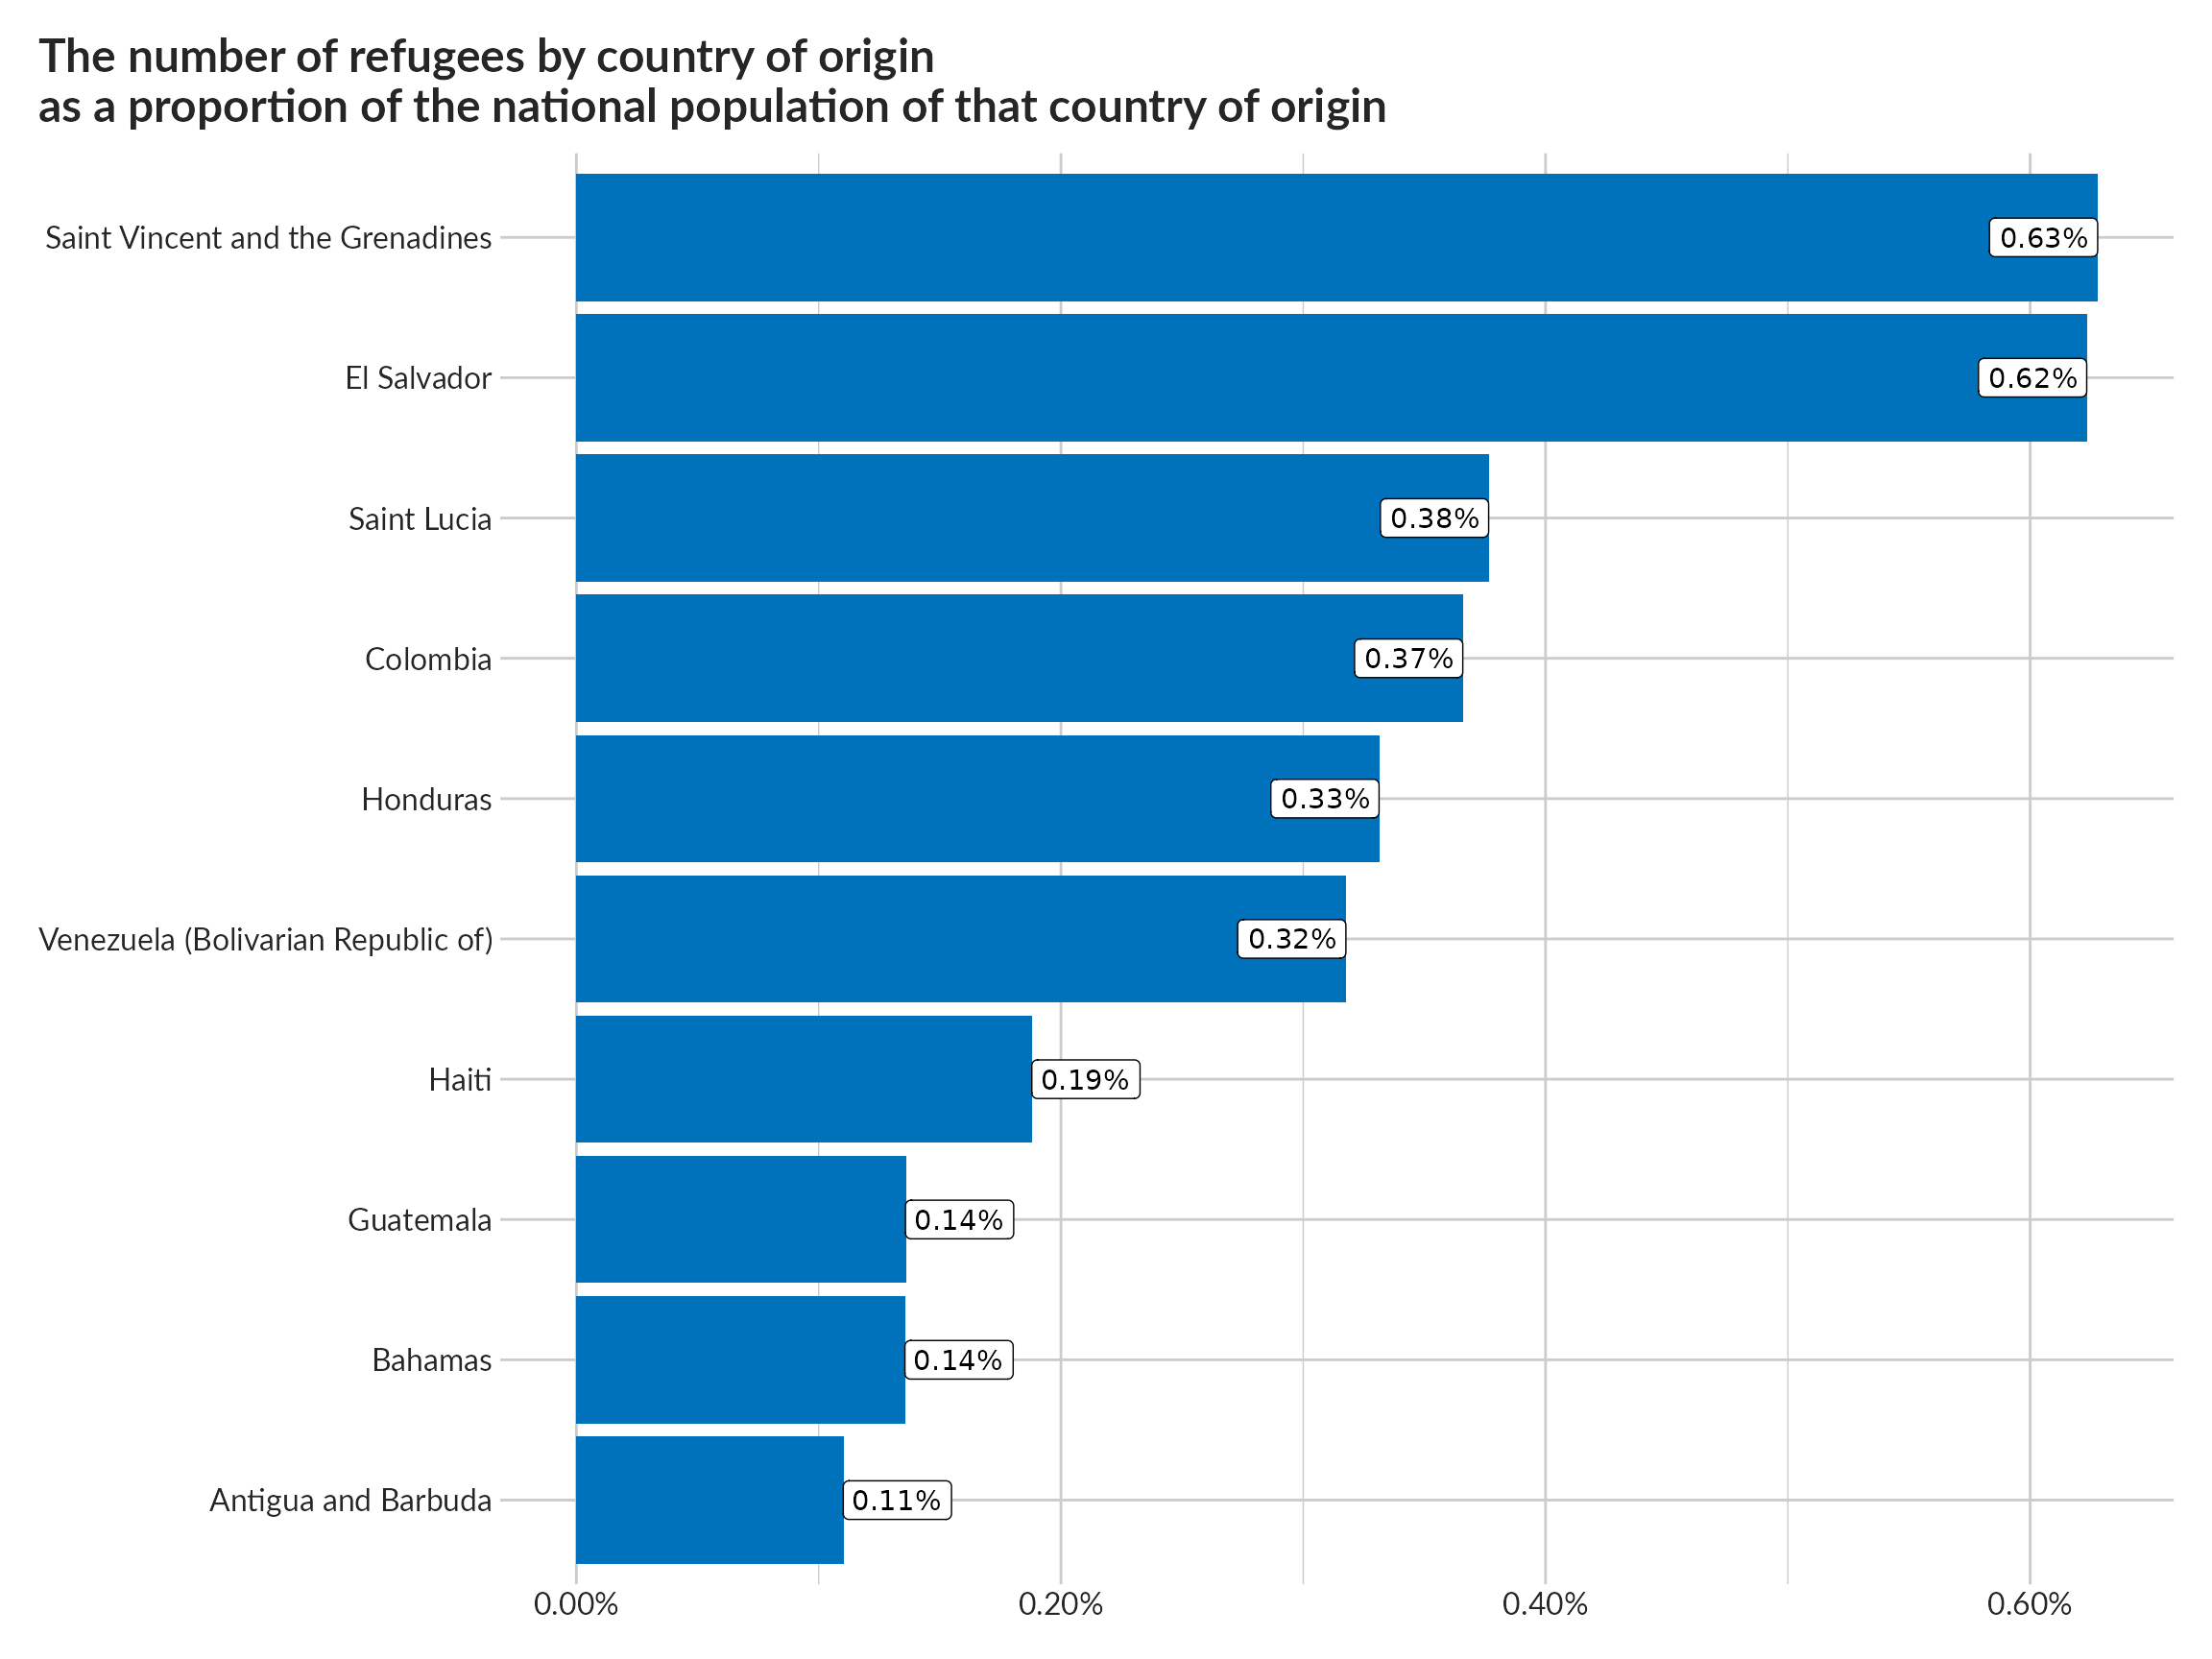 The number of refugees by country of origin
as a proportion of the national population of that country of origin
Saint Vincent and the Grenadines 0.63%
El Salvador 0.62%
Saint Lucia 0.38%
Colombia 0.37%
Honduras 0.33%
Venezuela (Bolivarian Republic of) 0.32%
Haiti 0.19%
Guatemala 0.14%
Bahamas 0.14%
Antigua and Barbuda 0.11%
0.00% 0.20% 0.40% 0.60%